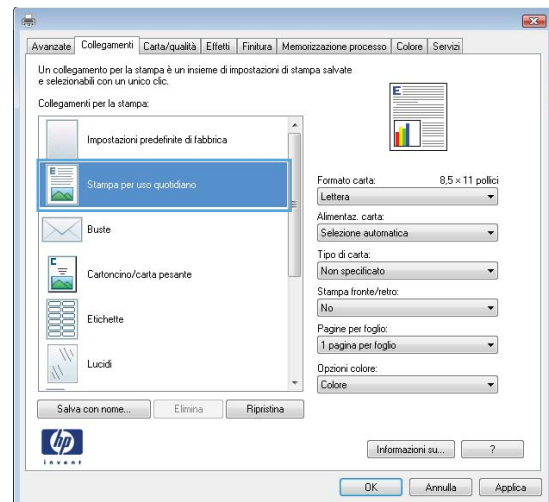 Avanzate Collegamenti Carta/qualità Effetti Finitura Memorizzazione processo Colore Servizi
Un collegamento per la stampa è un insieme di impostazioni di stampa salvate
e selezionabili con un unico clic.
Collegamenti per la stampa:
Impostazioni predefinite di fabbrica
Stampa per uso quotidiano
Buste
Cartoncino/carta pesante
Etichette
Lucidi
Salva con nome... Elimina Ripristina
E
Formato carta: 8,5 × 11 pollici
Lettera
Alimentaz. carta:
Selezione automatica
Tipo di carta:
Non specificato
Stampa fronte/retro:
No
Pagine per foglio:
1 pagina per foglio
Opzioni colore:
Colore
hp
invent
Informazioni su... ?
OK Annulla Applica